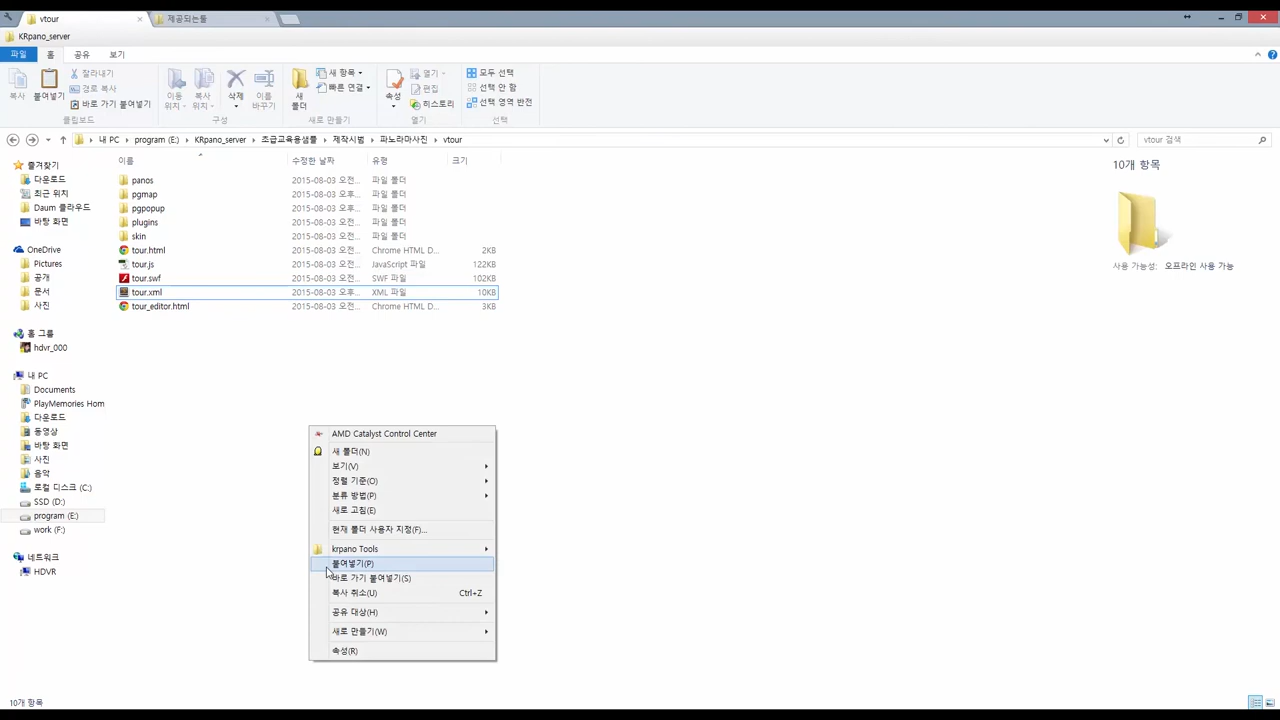 vtour
제공되는툴
KRpano_server
파일 홈 공유 보기
복사
붙여넣기
잘라내기
경로 복사
바로 가기 붙여넣기
클립보드
이동 위치
복사 위치
삭제
이름 바꾸기
구성
새 폴더
새 항목
빠른 연결
새로 만들기
속성
열기
편집
히스토리
열기
모두 선택
선택 안 함
선택 영역 반전
선택
내 PC program (E:) KRpano_server 초급교육용샘플 제작시범 파노라마사진 vtour
vtour 검색
이름 수정한 날짜 유형 크기
panos 2015-08-03 오전... 파일 폴더
pgmap 2015-08-03 오후... 파일 폴더
pgpopup 2015-08-03 오전... 파일 폴더
plugins 2015-08-03 오전... 파일 폴더
skin 2015-08-03 오전... 파일 폴더
tour.html 2015-08-03 오전... Chrome HTML D... 2KB
tour.js 2015-08-03 오전... JavaScript 파일 122KB
tour.swf 2015-08-03 오전... SWF 파일 102KB
tour.xml 2015-08-03 오후... XML 파일 10KB
tour_editor.html 2015-08-03 오전... Chrome HTML D... 3KB
즐겨찾기
다운로드
최근 위치
Daum 클라우드
바탕 화면
OneDrive
Pictures
공개
문서
사진
홈 그룹
hdvr_000
내 PC
Documents
PlayMemories Hom
다운로드
동영상
바탕 화면
사진
음악
로컬 디스크 (C:)
SSD (D:)
program (E:)
work (F:)
네트워크
HDVR
AMD Catalyst Control Center
새 폴더(N)
보기(V)
정렬 기준(O)
분류 방법(P)
새로 고침(E)
현재 폴더 사용자 지정(F)...
krpano Tools
붙여넣기(P)
바로 가기 붙여넣기(S)
복사 취소(U) Ctrl+Z
공유 대상(H)
새로 만들기(W)
속성(R)
10개 항목
사용 가능성: 오프라인 사용 가능
10개 항목